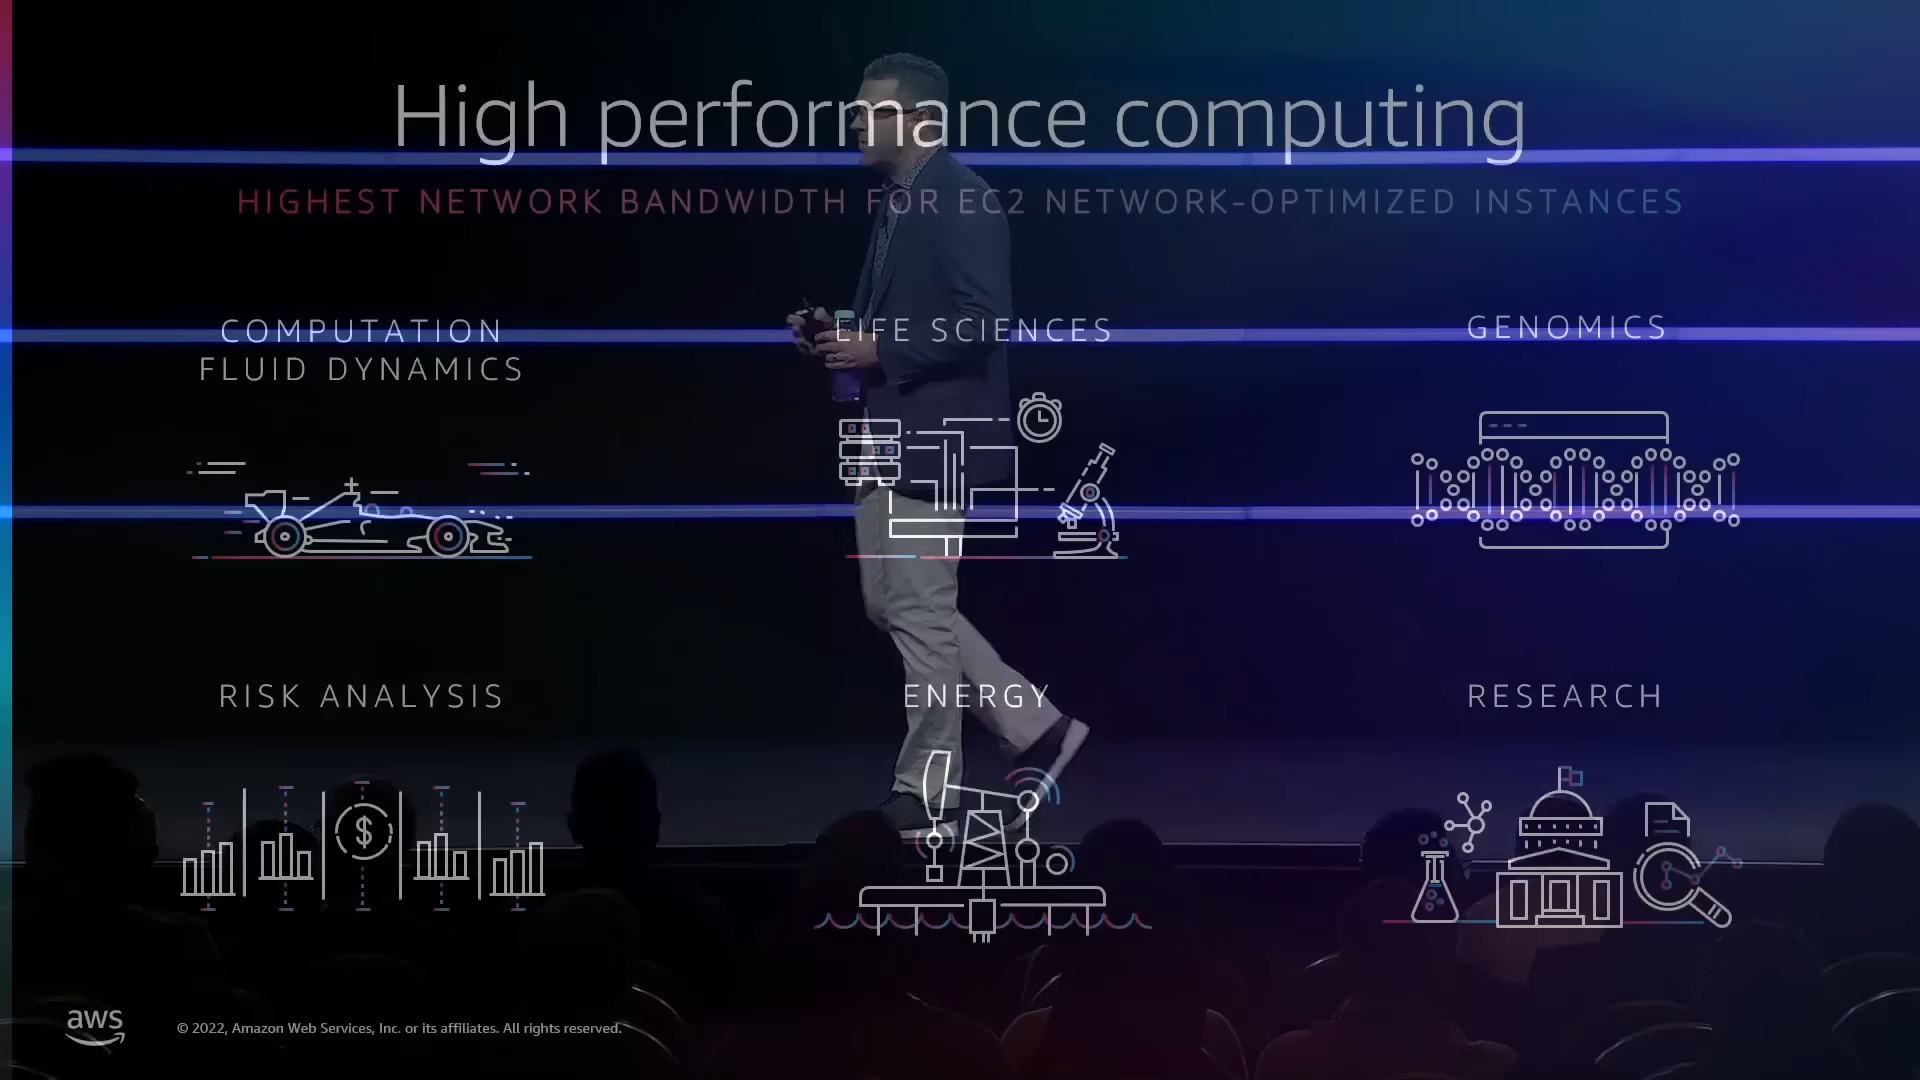 High performance computing
HIGHEST NETWORK BANDWIDTH FOR EC2 NETWORK-OPTIMIZED INSTANCES
COMPUTATION
FLUID DYNAMICS
LIFE SCIENCES
GENOMICS
RISK ANALYSIS
$
ENERGY
RESEARCH
aws
© 2022, Amazon Web Services, Inc. or its affiliates. All rights reserved.